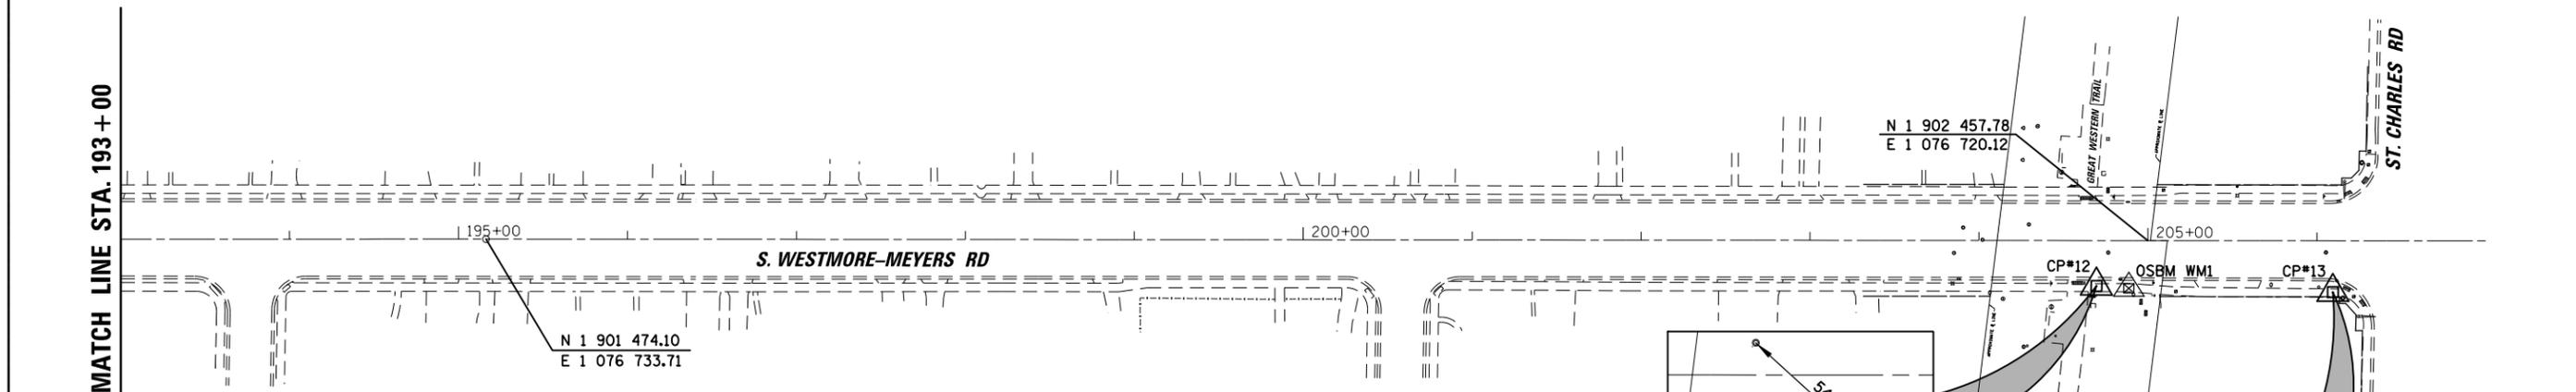 MATCH LINE STA. 193+00
ST. CHARLES RD
GREAT WESTERN TRAIL
N 1 902 457.78
E 1 076 720.12
195+00
200+00
205+00
S. WESTMORE-MEYERS RD
CP#12
OSBM WM1
CP#13
N 1 901 474.10
E 1 076 733.71